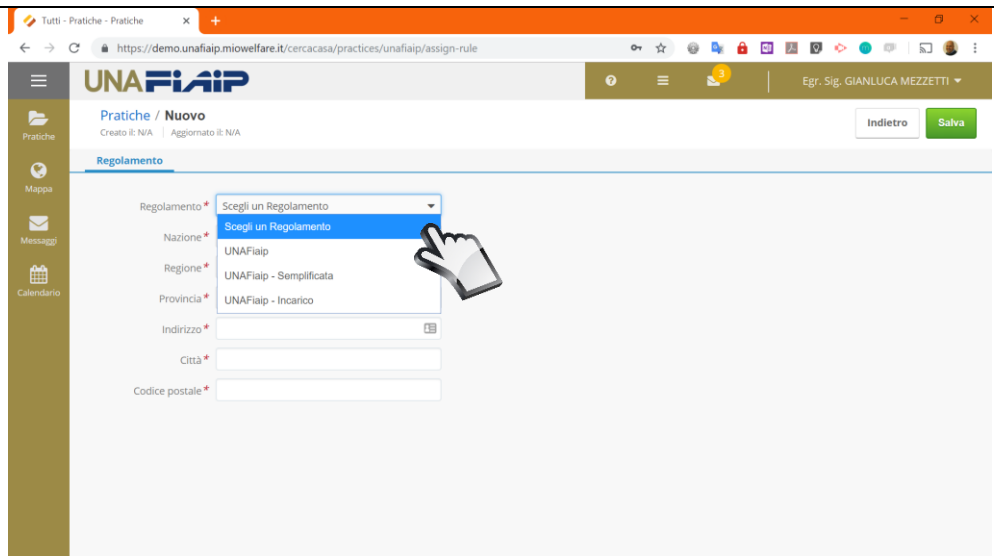 Tutti - Pratiche - Pratiche
https://demo.unafiaip.miowelfare.it/cercacasa/practices/unafiaip/assign-rule
UNAFiaip
3
Egr. Sig. GIANLUCA MEZZETTI
Pratiche / Nuovo
Creato il: N/A | Aggiornato il: N/A
Indietro
Salva
Pratiche
Mappa
Messaggi
Calendario
Regolamento
Regolamento* Scegli un Regolamento
Scegli un Regolamento
Nazione*
UNAFiaip
Regione*
UNAFiaip - Semplificata
Provincia*
UNAFiaip - Incarico
Indirizzo*
Città*
Codice postale*